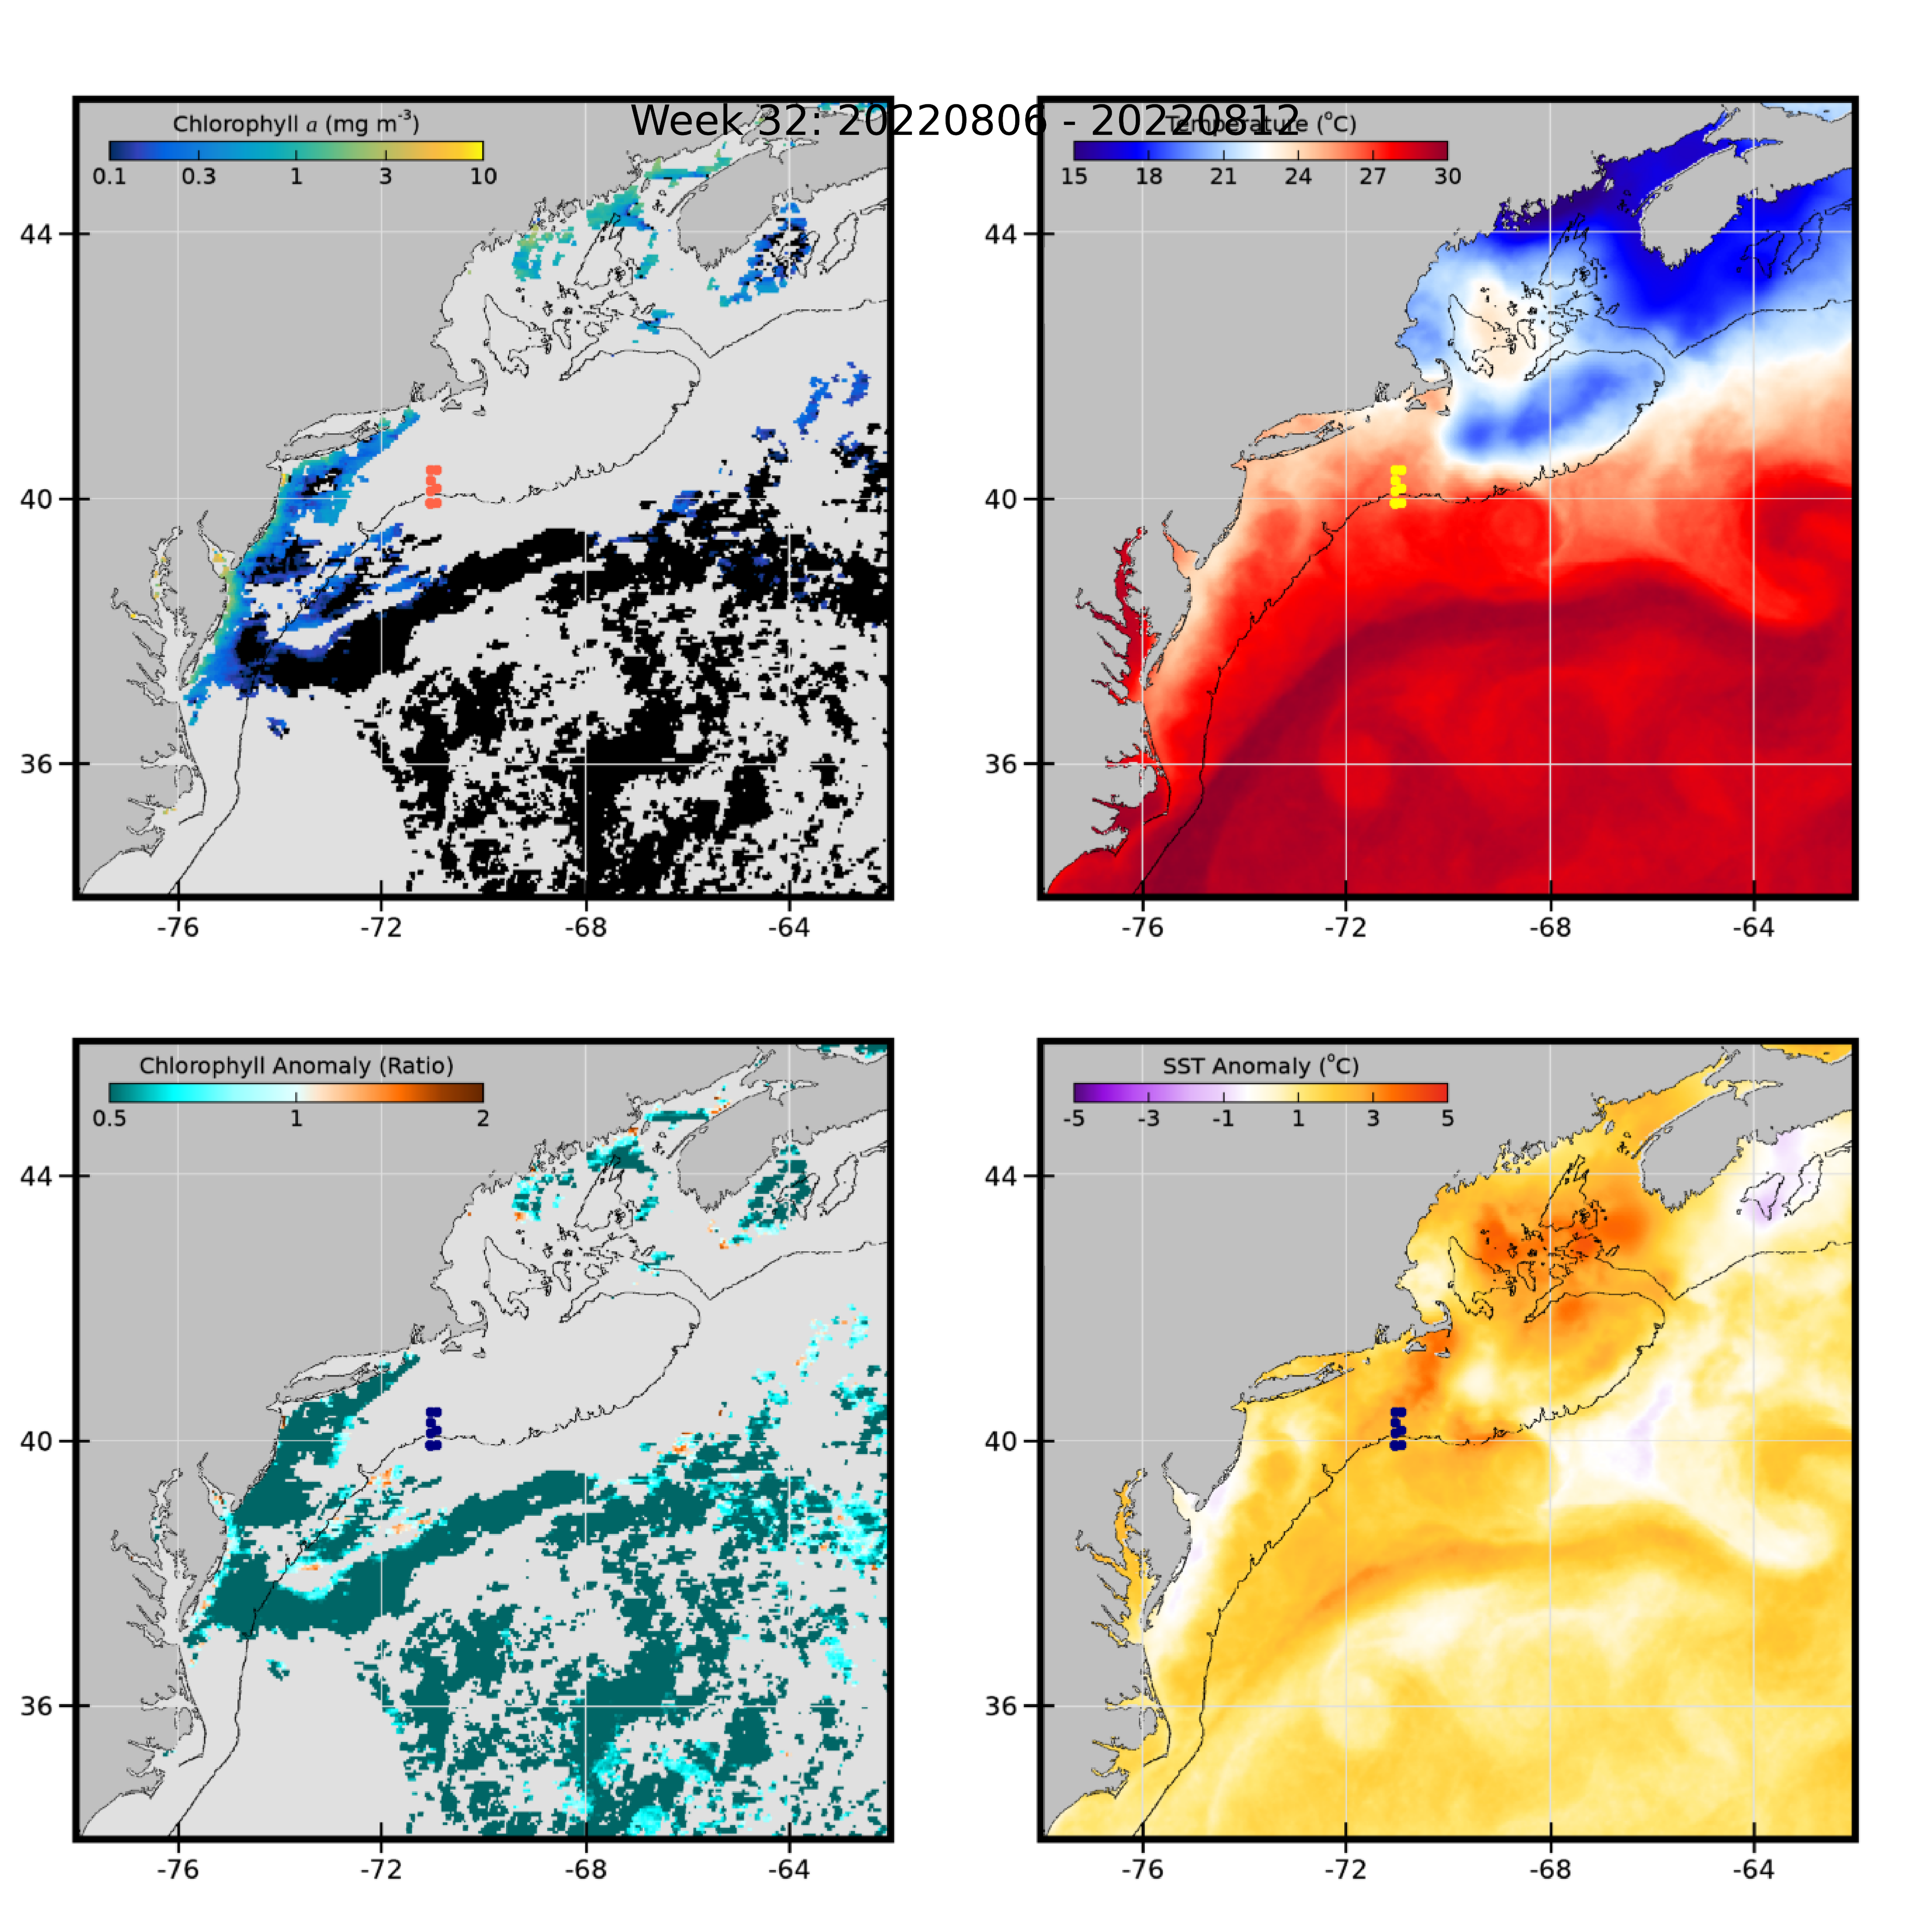 Week 32: 20220806 - 20220812
Chlorophyll a (mg m-3)
0.1 0.3 1 3 10
44
40
36
-76 -72 -68 -64
Temperature (oC)
15 18 21 24 27 30
44
40
36
-76 -72 -68 -64
Chlorophyll Anomaly (Ratio)
0.5 1 2
44
40
36
-76 -72 -68 -64
SST Anomaly (oC)
-5 -3 -1 1 3 5
44
40
36
-76 -72 -68 -64